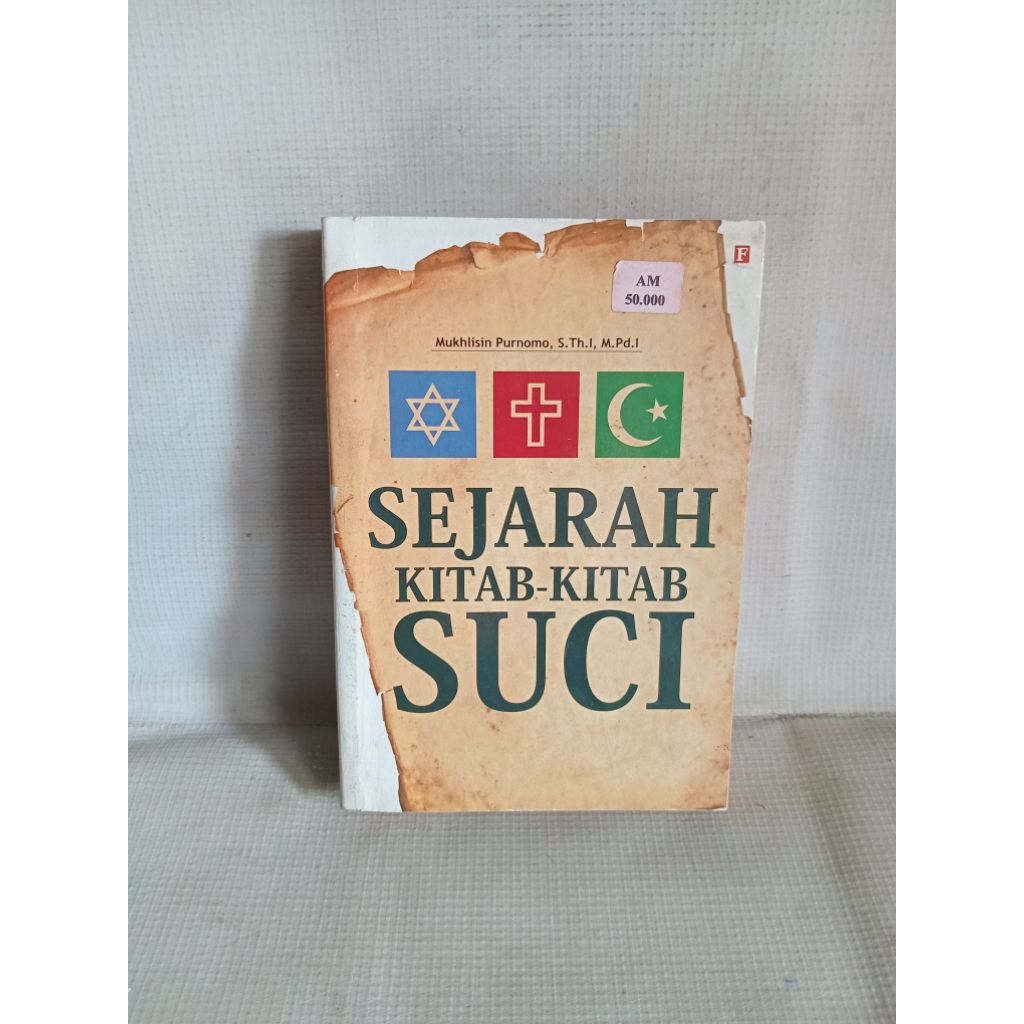 F
AM
50.000
Mukhlisin Purnomo, S.Th.I, M.Pd.I
SEJARAH
KITAB-KITAB
SUCI